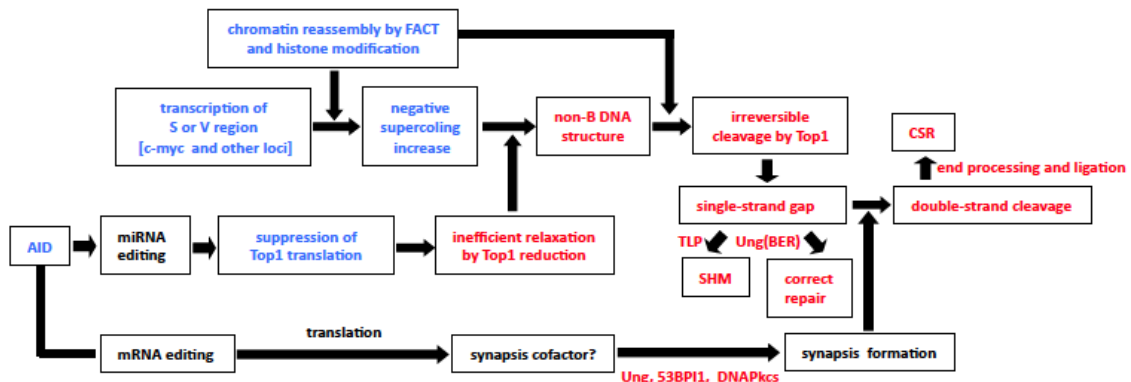 chromatin reassembly by FACT
and histone modification
transcription of
S or V region
[c-myc and other loci]
negative
supercoling
increase
non-B DNA
structure
irreversible
cleavage by Top1
CSR
end processing and ligation
single-strand gap
double-strand cleavage
AID
miRNA
editing
suppression of
Top1 translation
inefficient relaxation
by Top1 reduction
TLP
Ung(BER)
SHM
correct
repair
translation
mRNA editing
synapsis cofactor?
synapsis formation
Ung, 53BPI1, DNAPkcs